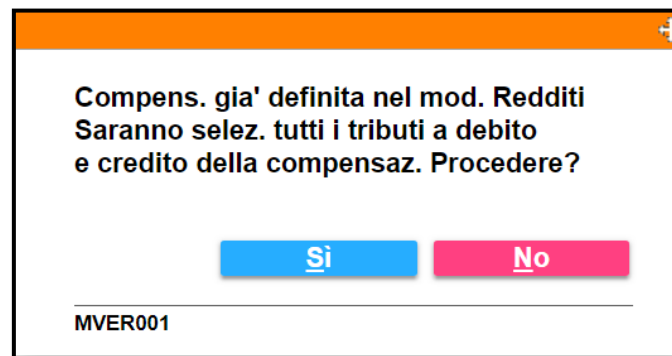 Compens. gia' definita nel mod. Redditi
Saranno selez. tutti i tributi a debito
e credito della compensaz. Procedere?
Sì
No
MVER001